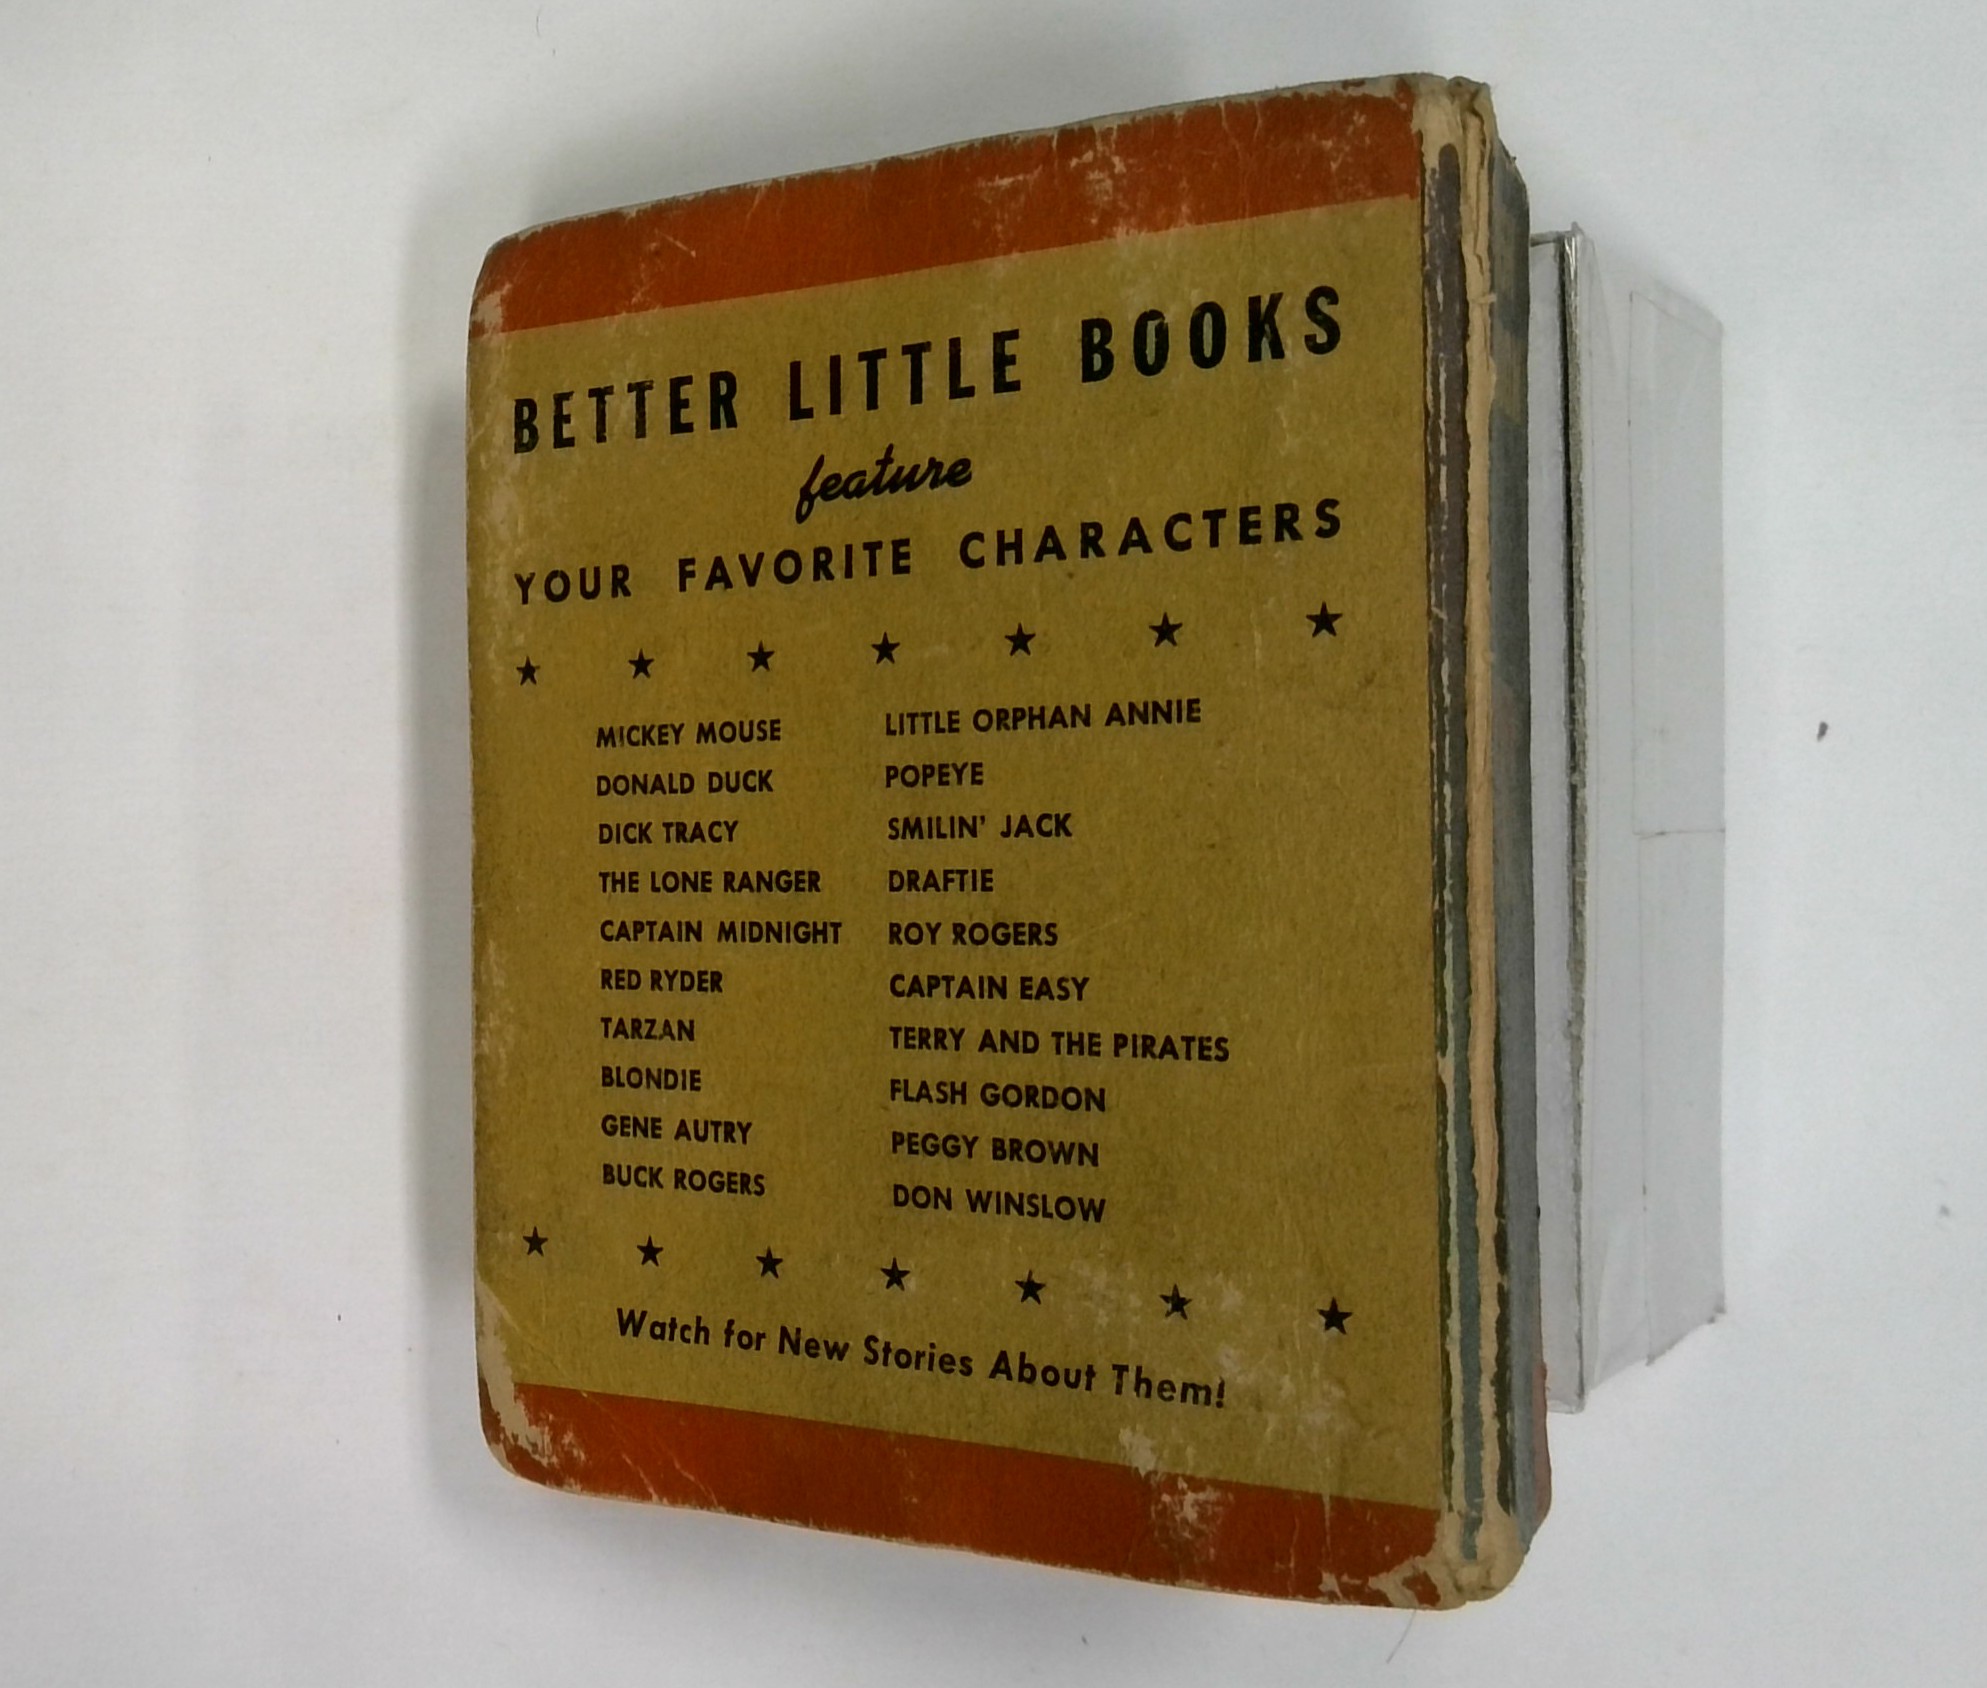 BETTER LITTLE BOOKS
feature
YOUR FAVORITE CHARACTERS
MICKEY MOUSE
DONALD DUCK
DICK TRACY
THE LONE RANGER
CAPTAIN MIDNIGHT
RED RYDER
TARZAN
BLONDIE
GENE AUTRY
BUCK ROGERS
LITTLE ORPHAN ANNIE
POPEYE
SMILIN' JACK
DRAFTIE
ROY ROGERS
CAPTAIN EASY
TERRY AND THE PIRATES
FLASH GORDON
PEGGY BROWN
DON WINSLOW
Watch for New Stories About Them!